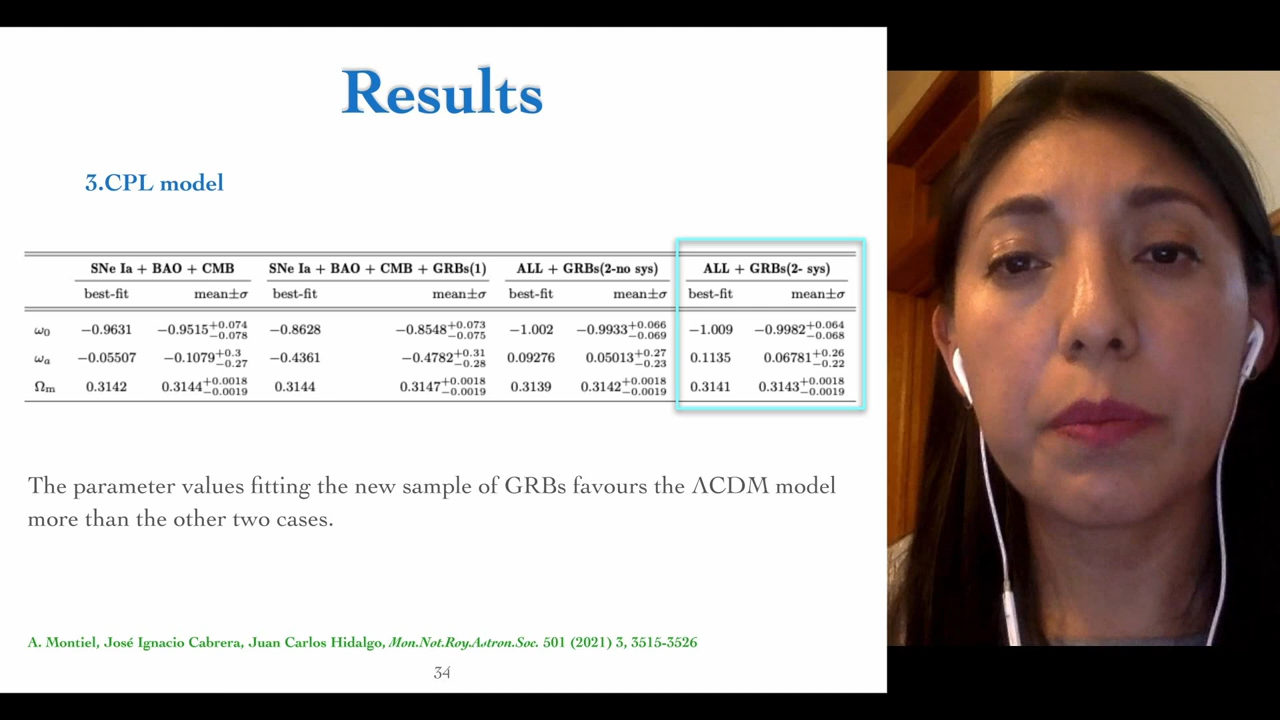 Results
3.CPL model
SNe Ia + BAO + CMB SNe Ia + BAO + CMB + GRBs(1) ALL + GRBs(2-no sys) ALL + GRBs(2- sys)
best-fit mean±σ best-fit mean±σ best-fit mean±σ best-fit mean±σ
ω₀ −0.9631 −0.9515+0.074−0.078 −0.8628 −0.8548+0.073−0.075 −1.002 −0.9933+0.066−0.069 −1.009 −0.9982+0.064−0.068
ωₐ −0.05507 −0.1079+0.3−0.27 −0.4361 −0.4782+0.31−0.28 0.09276 0.05013+0.27−0.23 0.1135 0.06781+0.26−0.22
Ωm 0.3142 0.3144+0.0018−0.0019 0.3144 0.3147+0.0018−0.0019 0.3139 0.3142+0.0018−0.0019 0.3141 0.3143+0.0018−0.0019
The parameter values fitting the new sample of GRBs favours the ΛCDM model
more than the other two cases.
A. Montiel, José Ignacio Cabrera, Juan Carlos Hidalgo, Mon.Not.Roy.Astron.Soc. 501 (2021) 3, 3515-3526
34